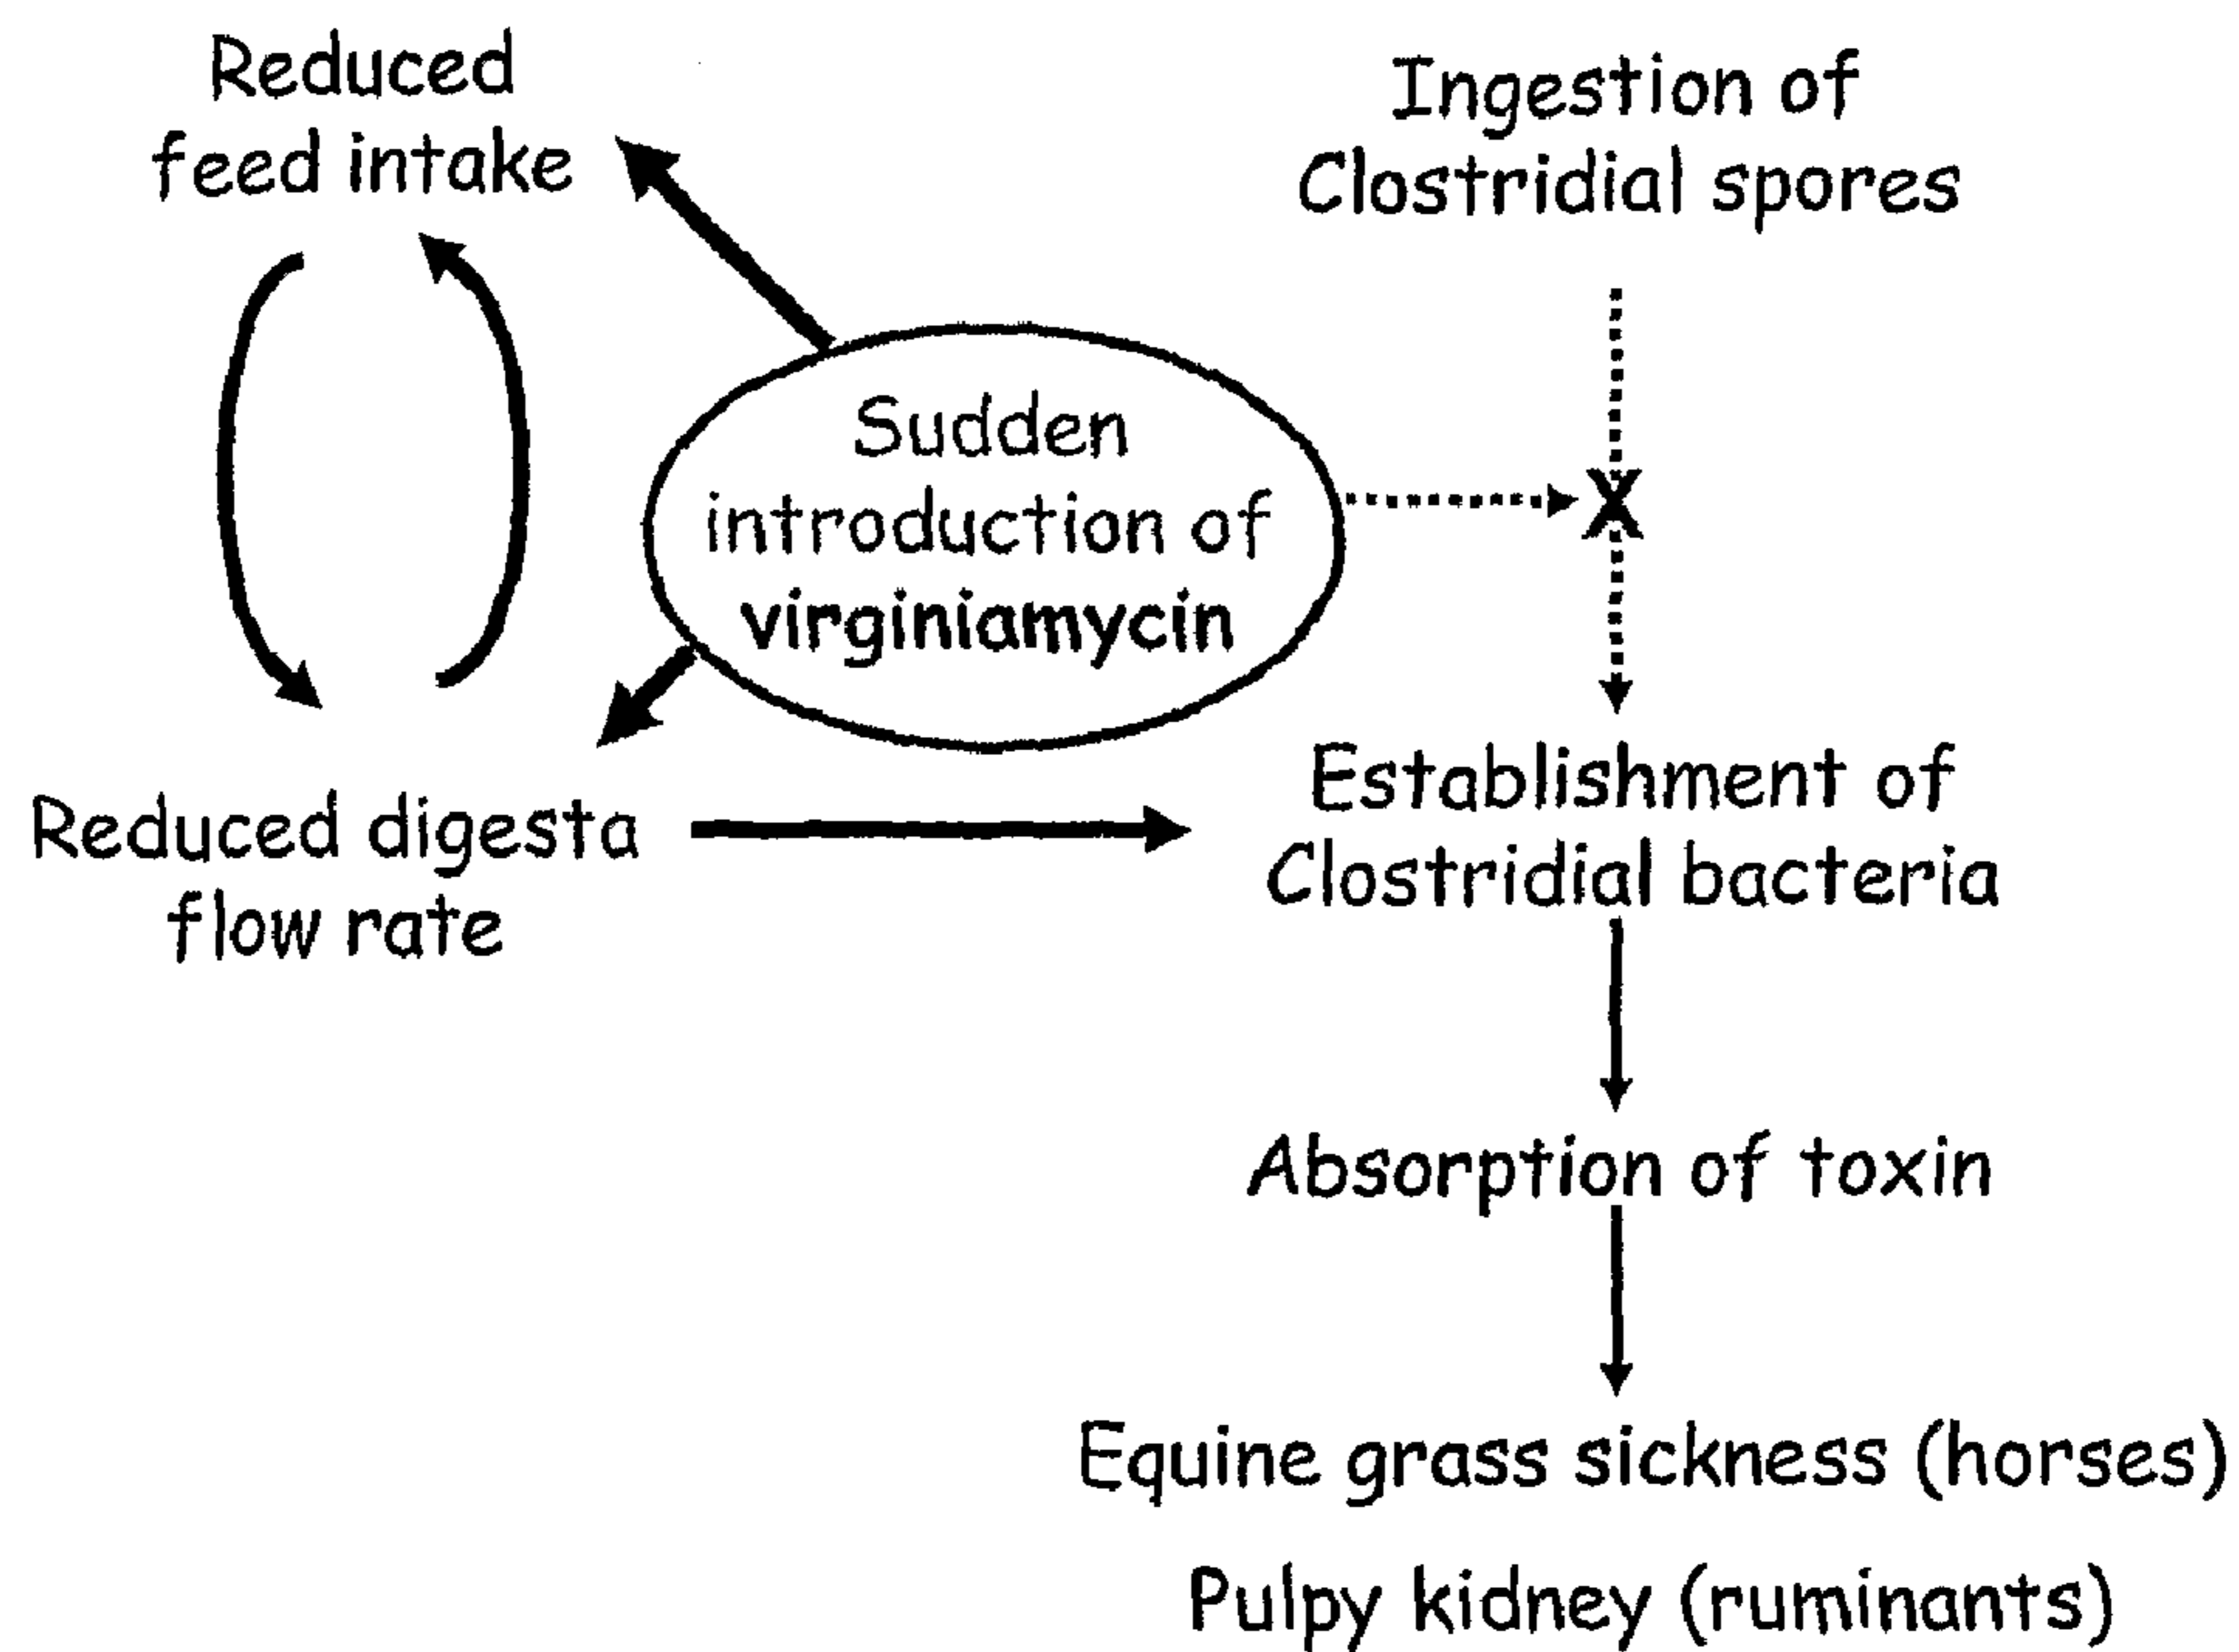 Reduced
feed intake
Ingestion of
Clostridial spores
Sudden
introduction of
virginiamycin
X
Reduced digesta
flow rate
Establishment of
Clostridial bacteria
Absorption of toxin
Equine grass sickness (horses)
Pulpy kidney (ruminants)